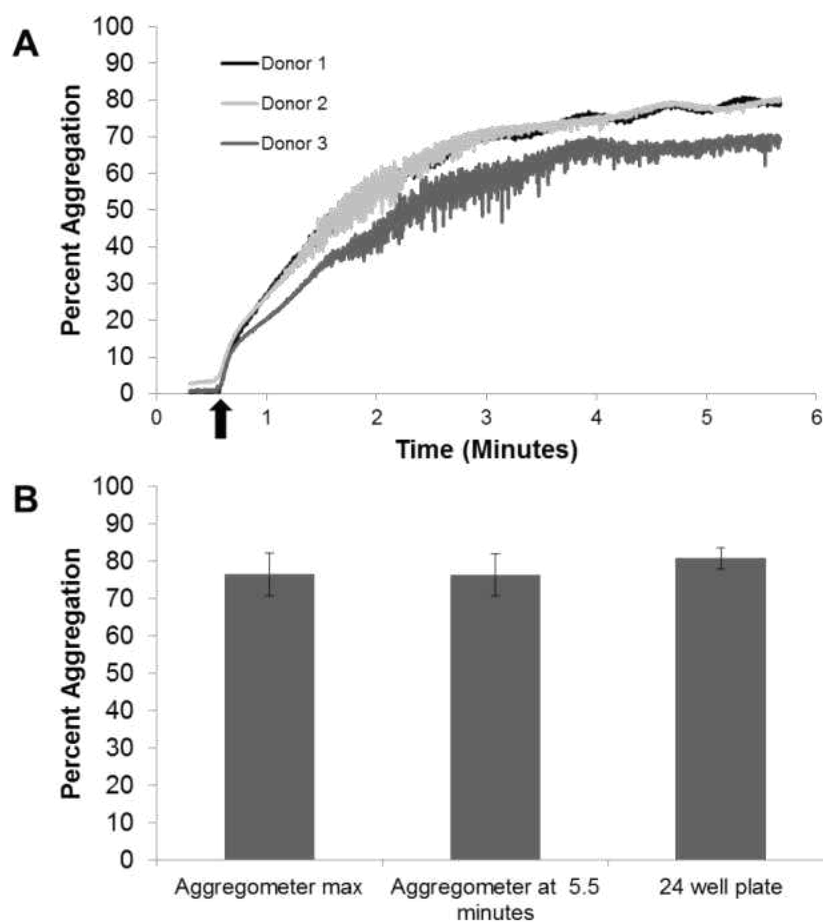 A
100
90
80
70
60
50
40
30
20
10
0
Percent Aggregation
Donor 1
Donor 2
Donor 3
0 1 2 3 4 5 6
Time (Minutes)
B
100
90
80
70
60
50
40
30
20
10
0
Percent Aggregation
Aggregometer max
Aggregometer at 5.5
minutes
24 well plate